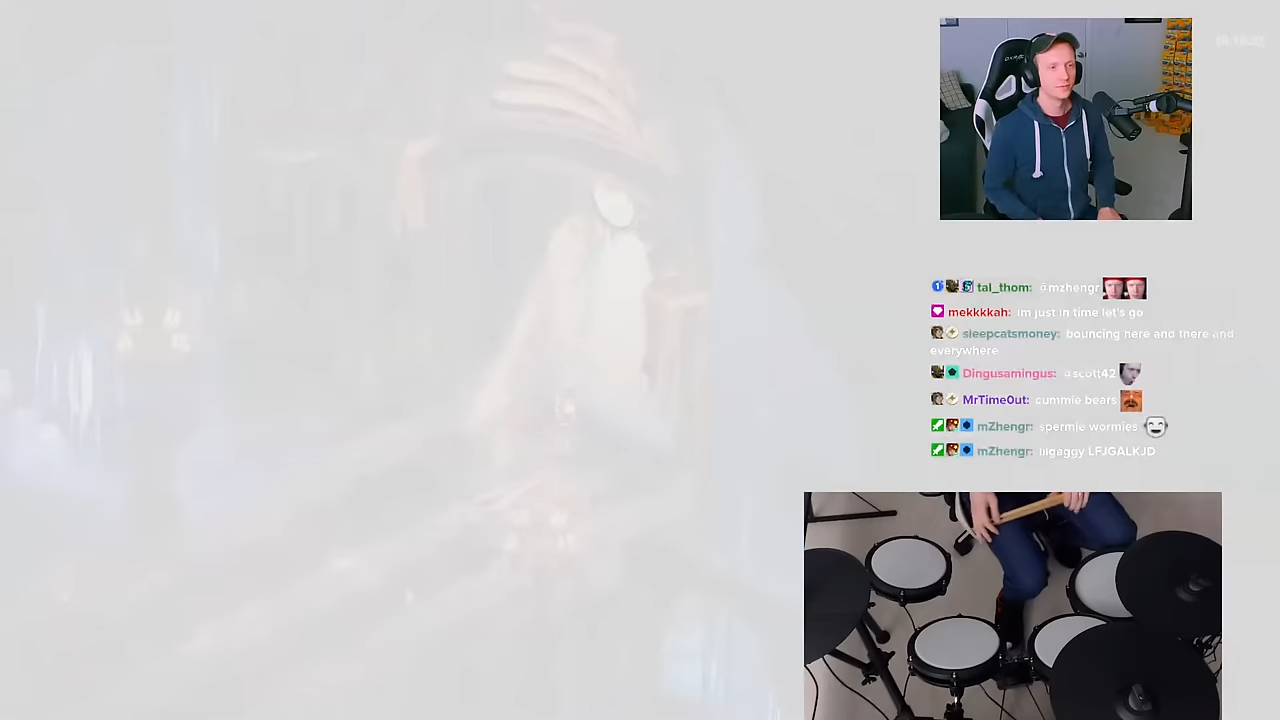 tal_thom: @mzhengr
mekkkkah: im just in time let's go
sleepcatsmoney: bouncing here and there and
everywhere
Dingusamingus: @scott42
MrTime0ut: cummie bears
mZhengr: spermie wormies
mZhengr: iiigaggy LFJGALKJD